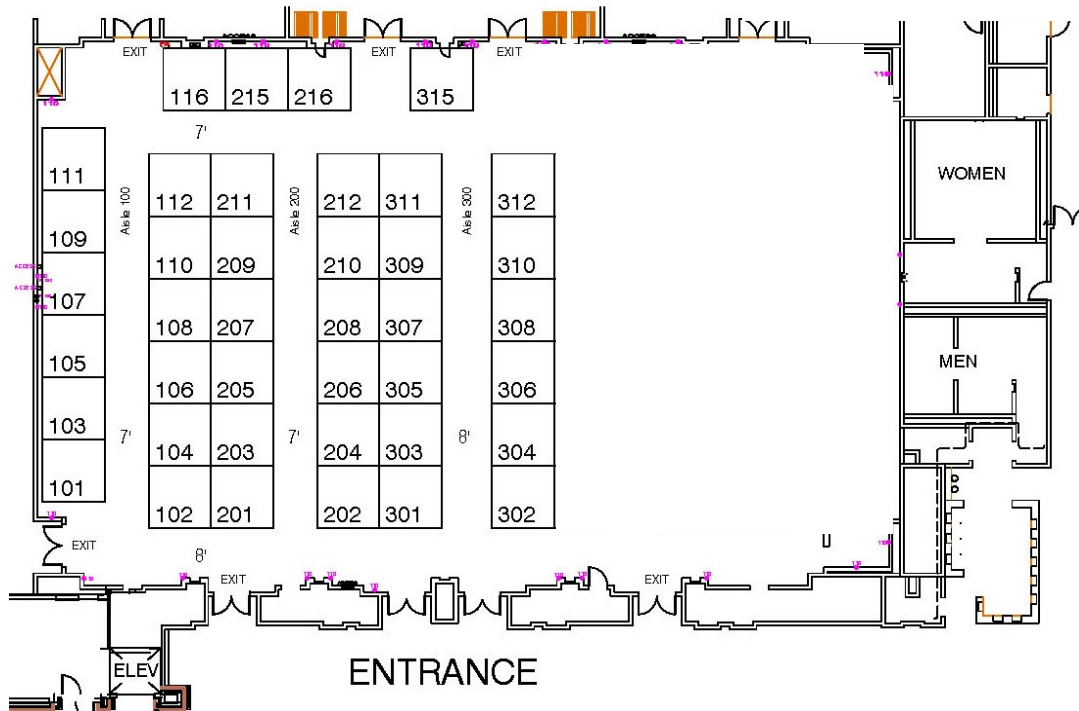 EXIT
EXIT
EXIT
116 215 216 315
7'
111
112 211 212 311 312
Aisle 100
Aisle 200
Aisle 300
WOMEN
109
110 209 210 309 310
107
108 207 208 307 308
105
106 205 206 305 306
MEN
103
7'
7'
8'
104 203 204 303 304
101
102 201 202 301 302
EXIT
8'
EXIT
EXIT
ELEV
ENTRANCE